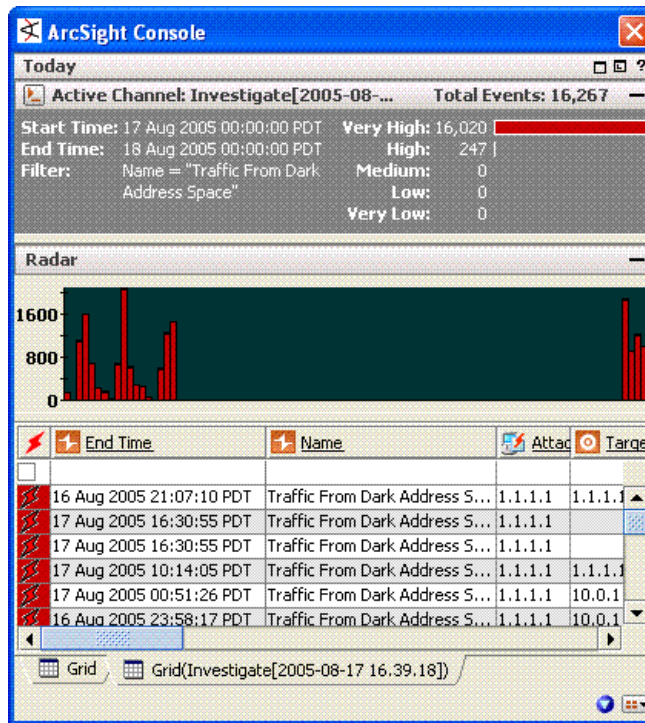 ArcSight Console
Today
?
Active Channel: Investigate[2005-08-... Total Events: 16,267
Start Time: 17 Aug 2005 00:00:00 PDT Very High: 16,020
End Time: 18 Aug 2005 00:00:00 PDT High: 247
Filter: Name = "Traffic From Dark Medium: 0
Address Space" Low: 0
Very Low: 0
Radar
1600
800
0
End Time Name Attac Targe
16 Aug 2005 21:07:10 PDT Traffic From Dark Address S... 1.1.1.1 1.1.1.1
17 Aug 2005 16:30:55 PDT Traffic From Dark Address S... 1.1.1.1
17 Aug 2005 16:30:55 PDT Traffic From Dark Address S... 1.1.1.1
17 Aug 2005 10:14:05 PDT Traffic From Dark Address S... 1.1.1.1 1.1.1.1
17 Aug 2005 00:51:26 PDT Traffic From Dark Address S... 1.1.1.1 10.0.1
16 Aug 2005 23:58:17 PDT Traffic From Dark Address S... 1.1.1.1 10.0.1
Grid Grid(Investigate[2005-08-17 16.39.18])